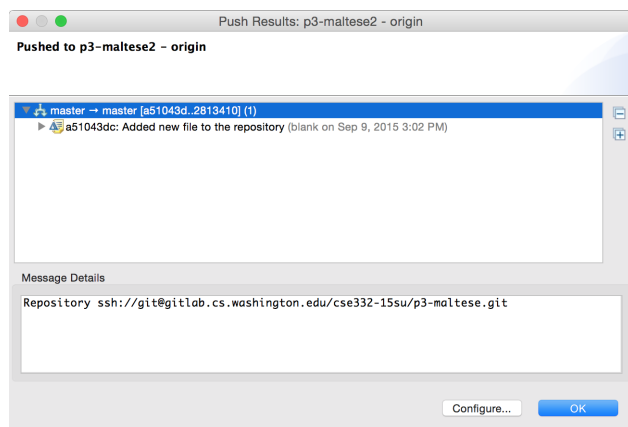 Push Results: p3-maltese2 - origin
Pushed to p3-maltese2 - origin
master → master [a51043d..2813410] (1)
a51043dc: Added new file to the repository (blank on Sep 9, 2015 3:02 PM)
Message Details
Repository ssh://git@gitlab.cs.washington.edu/cse332-15su/p3-maltese.git
Configure... OK